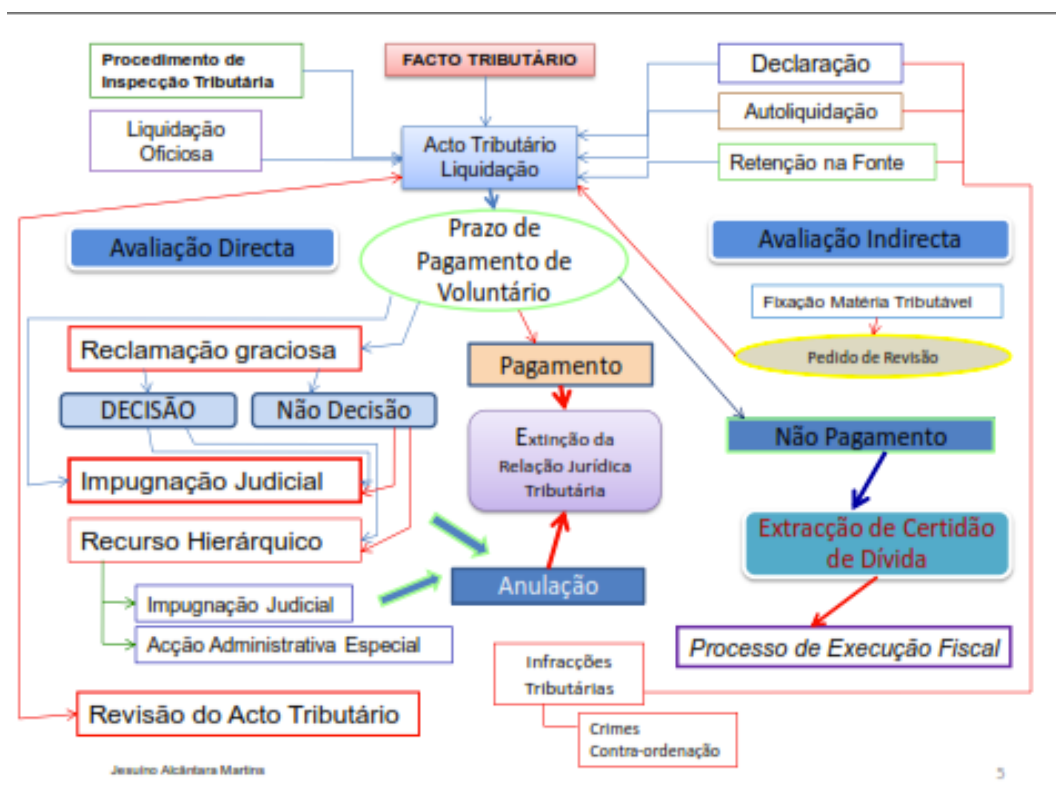 Procedimento de
Inspecção Tributária
FACTO TRIBUTÁRIO
Declaração
Liquidação
Oficiosa
Acto Tributário
Liquidação
Autoliquidação
Retenção na Fonte
Avaliação Directa
Prazo de
Pagamento de
Voluntário
Avaliação Indirecta
Fixação Matéria Tributável
Reclamação graciosa
Pagamento
Pedido de Revisão
DECISÃO
Não Decisão
Extinção da
Relação Jurídica
Tributária
Não Pagamento
Impugnação Judicial
Recurso Hierárquico
Extracção de Certidão
de Dívida
Anulação
Impugnação Judicial
Acção Administrativa Especial
Processo de Execução Fiscal
Infracções
Tributárias
Revisão do Acto Tributário
Crimes
Contra-ordenação
Jesuino Alcântara Martins
5